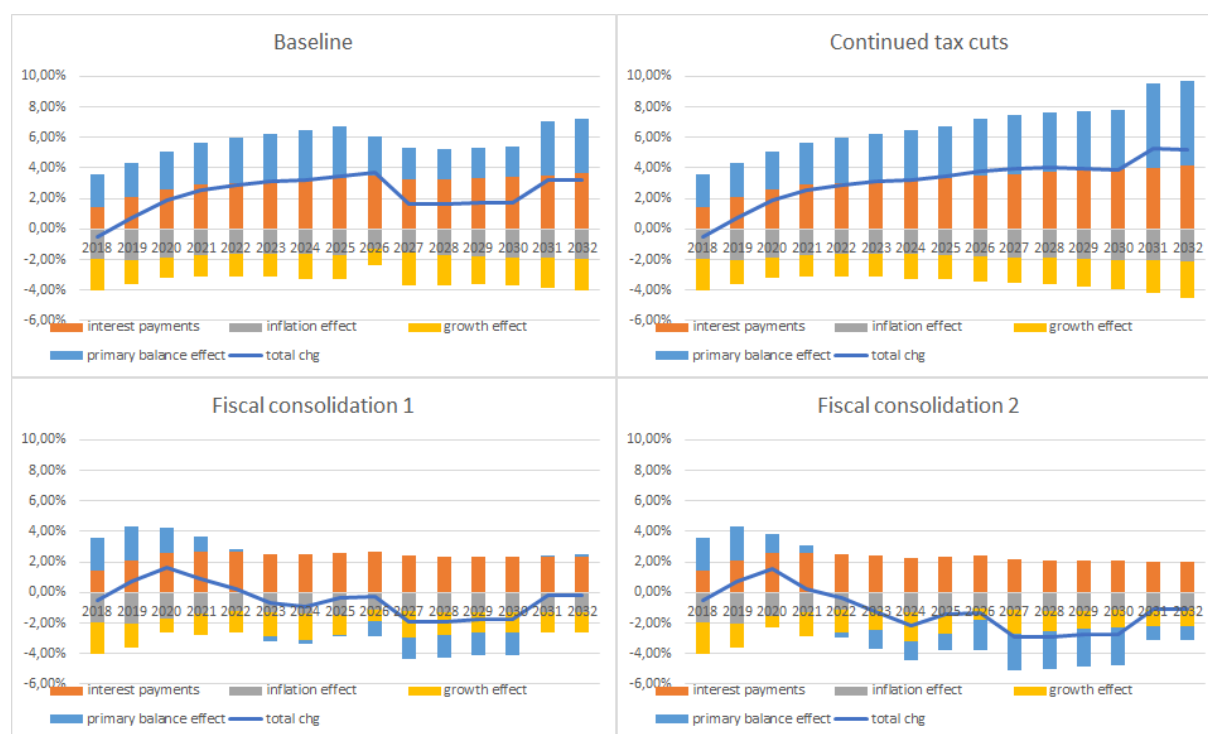 Baseline
10,00%
8,00%
6,00%
4,00%
2,00%
0,00%
2018 2019 2020 2021 2022 2023 2024 2025 2026 2027 2028 2029 2030 2031 2032
-2,00%
-4,00%
-6,00%
interest payments inflation effect growth effect
primary balance effect total chg
Continued tax cuts
10,00%
8,00%
6,00%
4,00%
2,00%
0,00%
2018 2019 2020 2021 2022 2023 2024 2025 2026 2027 2028 2029 2030 2031 2032
-2,00%
-4,00%
-6,00%
interest payments inflation effect growth effect
primary balance effect total chg
Fiscal consolidation 1
10,00%
8,00%
6,00%
4,00%
2,00%
0,00%
2018 2019 2020 2021 2022 2023 2024 2025 2026 2027 2028 2029 2030 2031 2032
-2,00%
-4,00%
-6,00%
interest payments inflation effect growth effect
primary balance effect total chg
Fiscal consolidation 2
10,00%
8,00%
6,00%
4,00%
2,00%
0,00%
2018 2019 2020 2021 2022 2023 2024 2025 2026 2027 2028 2029 2030 2031 2032
-2,00%
-4,00%
-6,00%
interest payments inflation effect growth effect
primary balance effect total chg